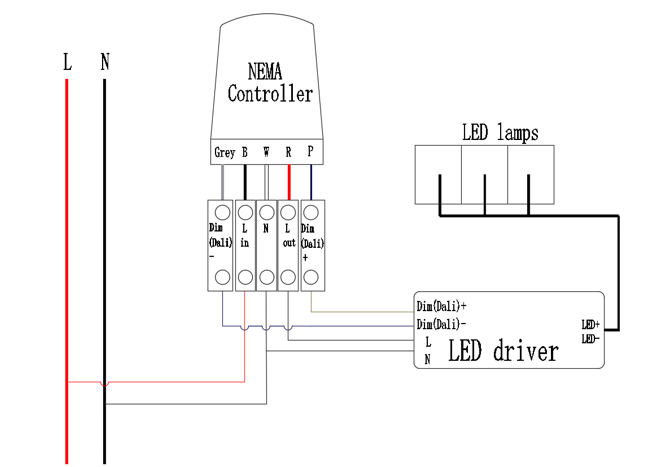 L N
NEMA
Controller
Grey B W R P
LED lamps
Dim
(Dali)
-
L
in
N
L
out
Dim
(Dali)
+
Dim(Dali)+
Dim(Dali)-
L
N
LED driver
LED+
LED-